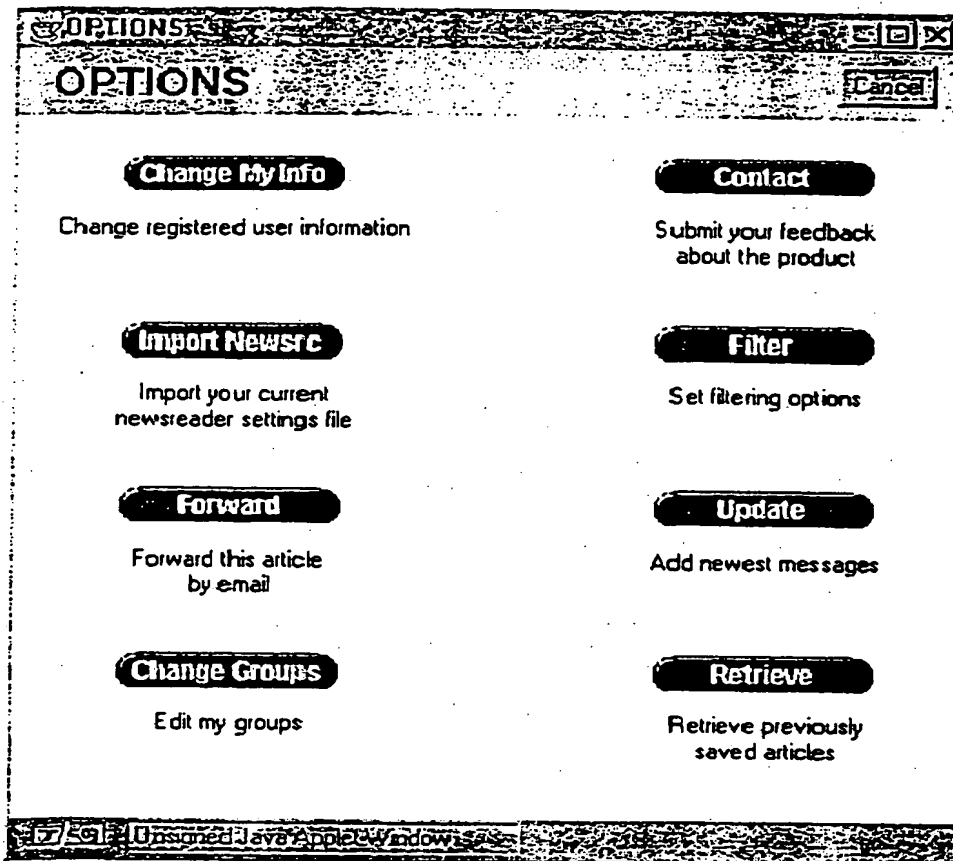 OPTIONS
OPTIONS
Cancel
Change My Info
Change registered user information
Contact
Submit your feedback
about the product
Import Newsrc
Import your current
newsreader settings file
Filter
Set filtering options
Forward
Forward this article
by email
Update
Add newest messages
Change Groups
Edit my groups
Retrieve
Retrieve previously
saved articles
Unsigned Java Applet Window